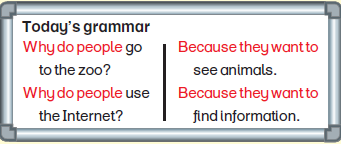 Today's grammar
Why do people go
to the zoo?
Why do people use
the Internet?
Because they want to
see animals.
Because they want to
find information.